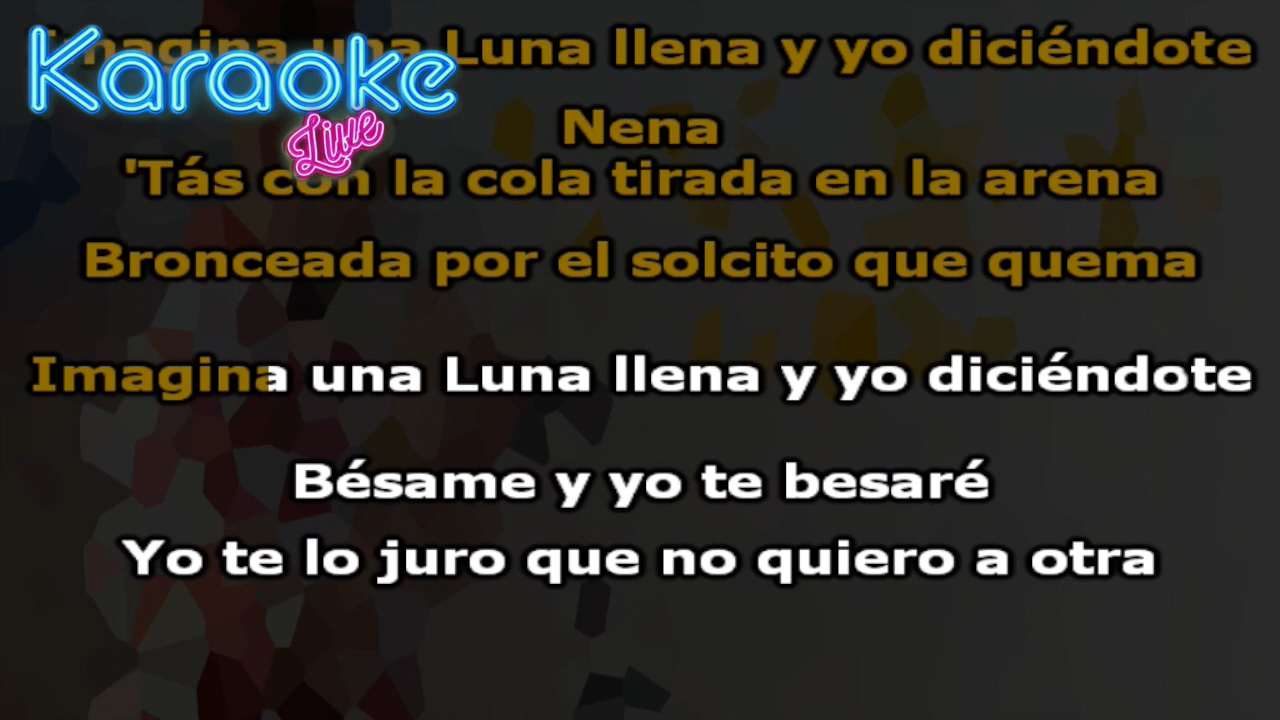 Karaoke
Live
Imagina una Luna llena y yo diciéndote
Nena
'Tás con la cola tirada en la arena
Bronceada por el solcito que quema
Imagina una Luna llena y yo diciéndote
Bésame y yo te besaré
Yo te lo juro que no quiero a otra